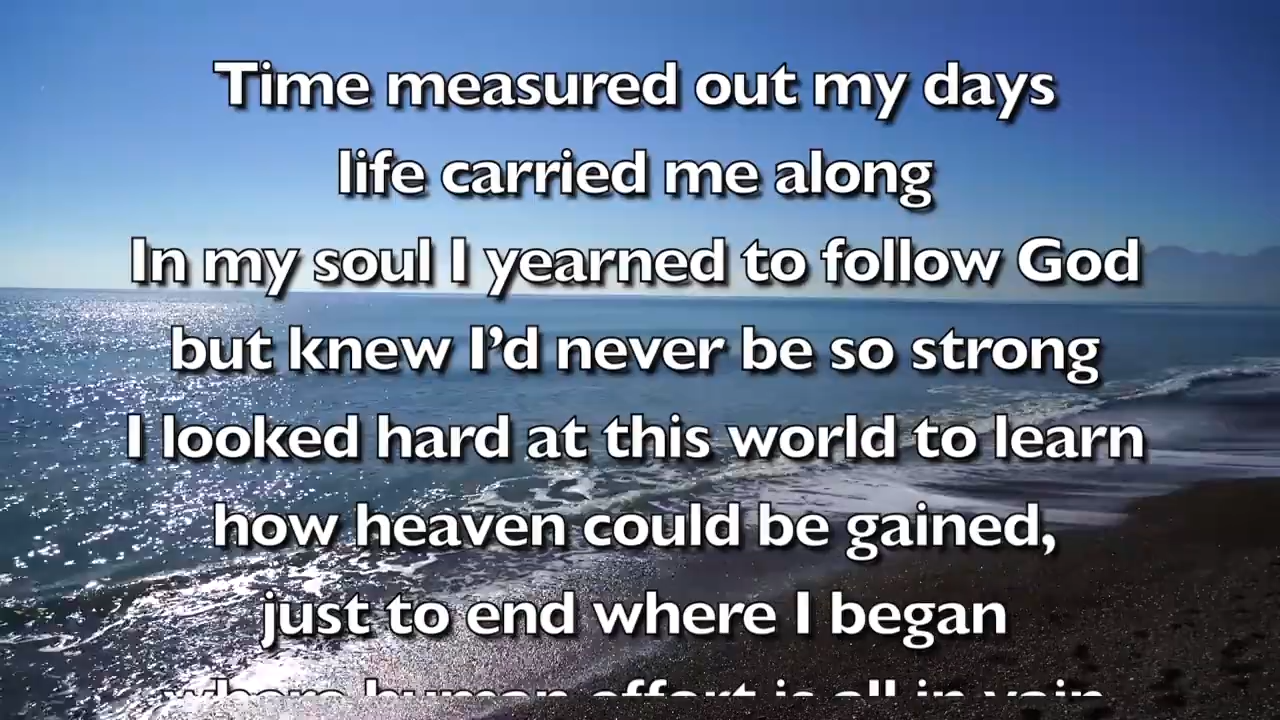 Time measured out my days
life carried me along
In my soul I yearned to follow God
but knew I’d never be so strong
I looked hard at this world to learn
how heaven could be gained,
just to end where I began
where human effort is all in vain